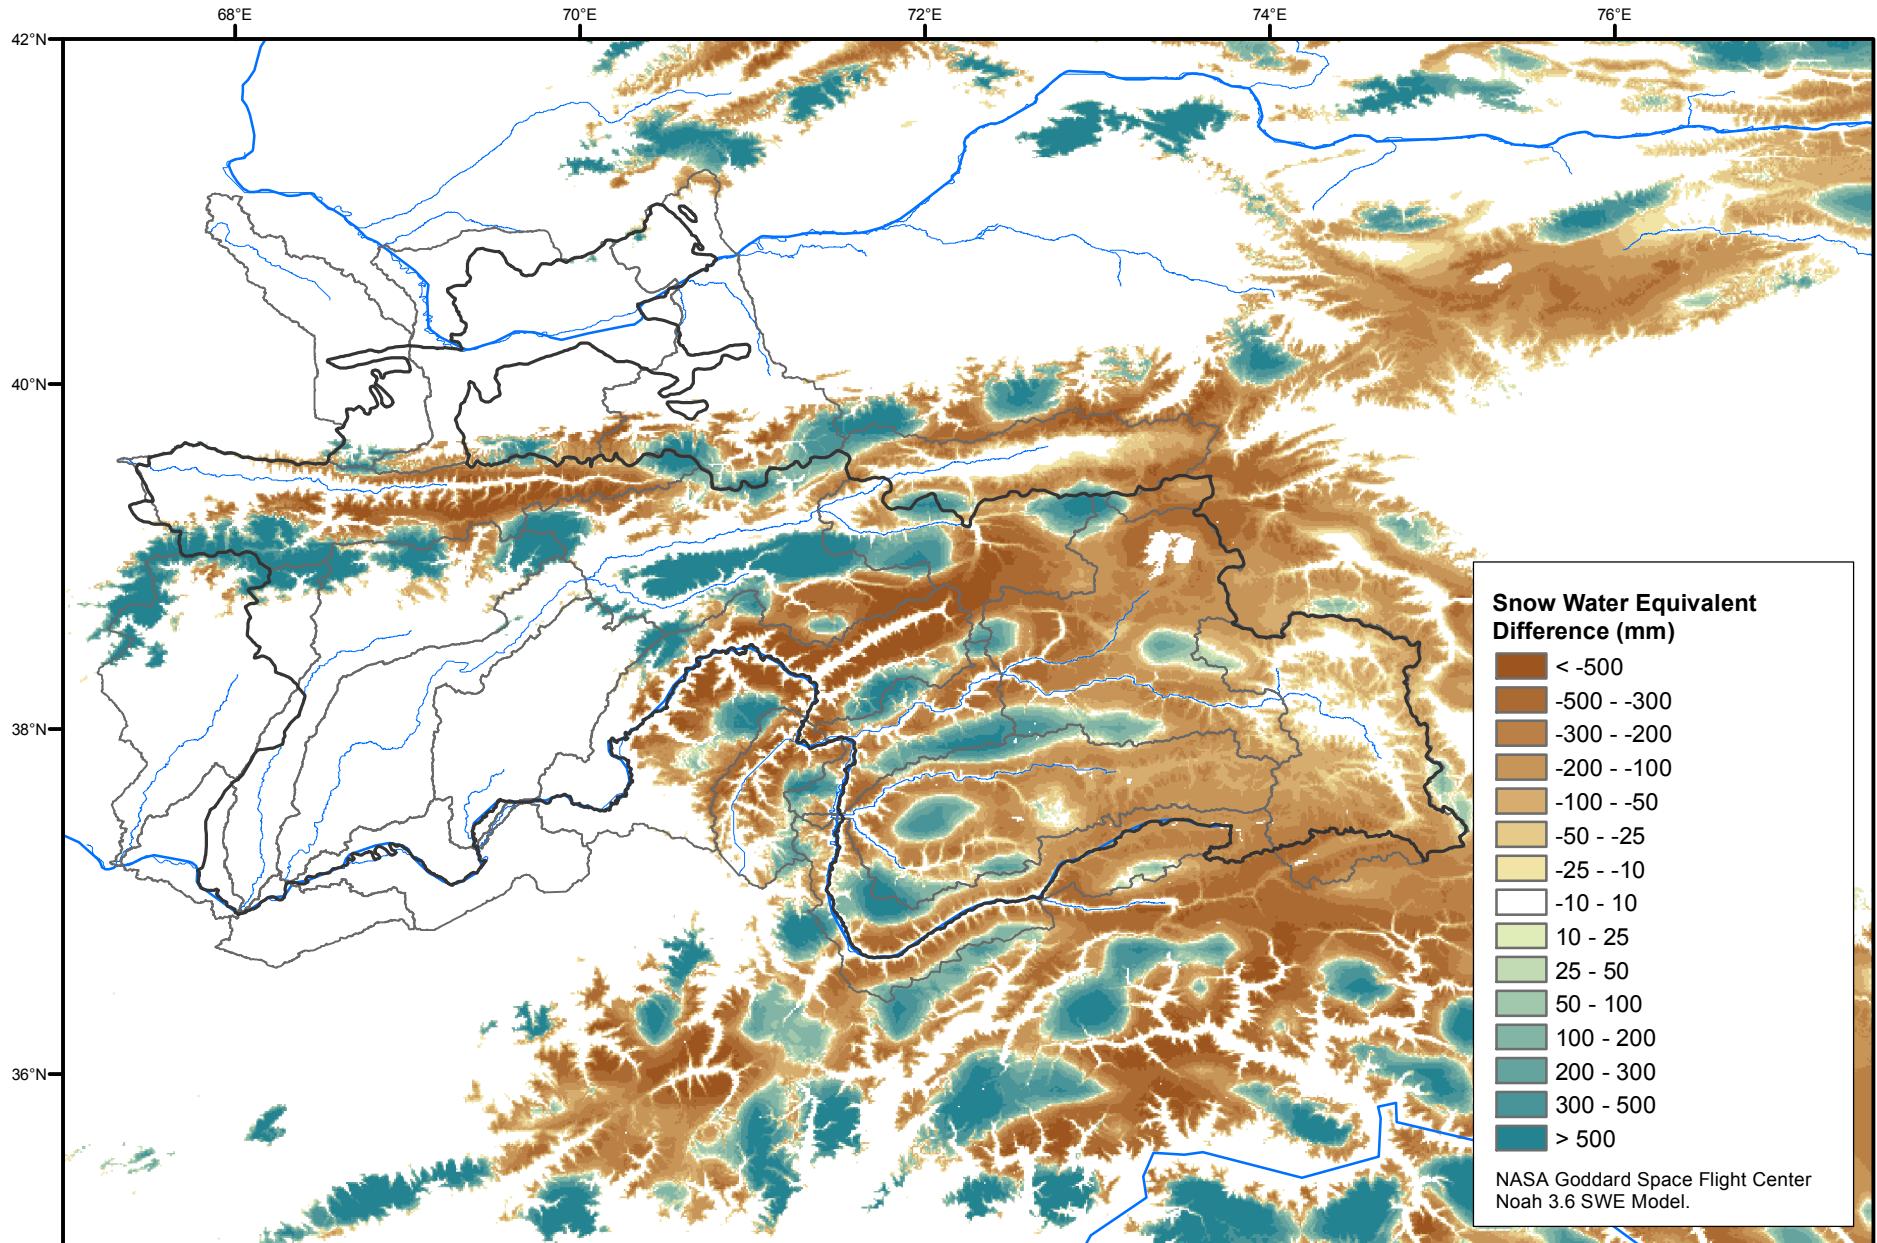 68°E 70°E 72°E 74°E 76°E
42°N
40°N
38°N
36°N
Snow Water Equivalent
Difference (mm)
< -500
-500 - -300
-300 - -200
-200 - -100
-100 - -50
-50 - -25
-25 - -10
-10 - 10
10 - 25
25 - 50
50 - 100
100 - 200
200 - 300
300 - 500
> 500
NASA Goddard Space Flight Center
Noah 3.6 SWE Model.